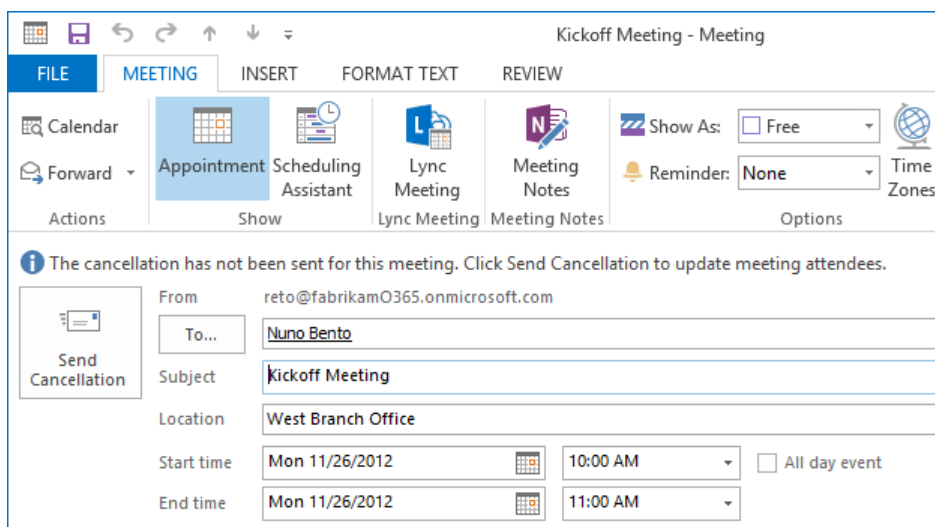 Kickoff Meeting - Meeting
FILE MEETING INSERT FORMAT TEXT REVIEW
Calendar
Forward
Actions
Appointment
Scheduling
Assistant
Show
Lync
Meeting
Lync Meeting
Meeting
Notes
Meeting Notes
Show As: Free
Reminder: None
Options
Time
Zones
The cancellation has not been sent for this meeting. Click Send Cancellation to update meeting attendees.
Send
Cancellation
From reto@fabrikamO365.onmicrosoft.com
To... Nuno Bento
Subject Kickoff Meeting
Location West Branch Office
Start time Mon 11/26/2012 10:00 AM All day event
End time Mon 11/26/2012 11:00 AM